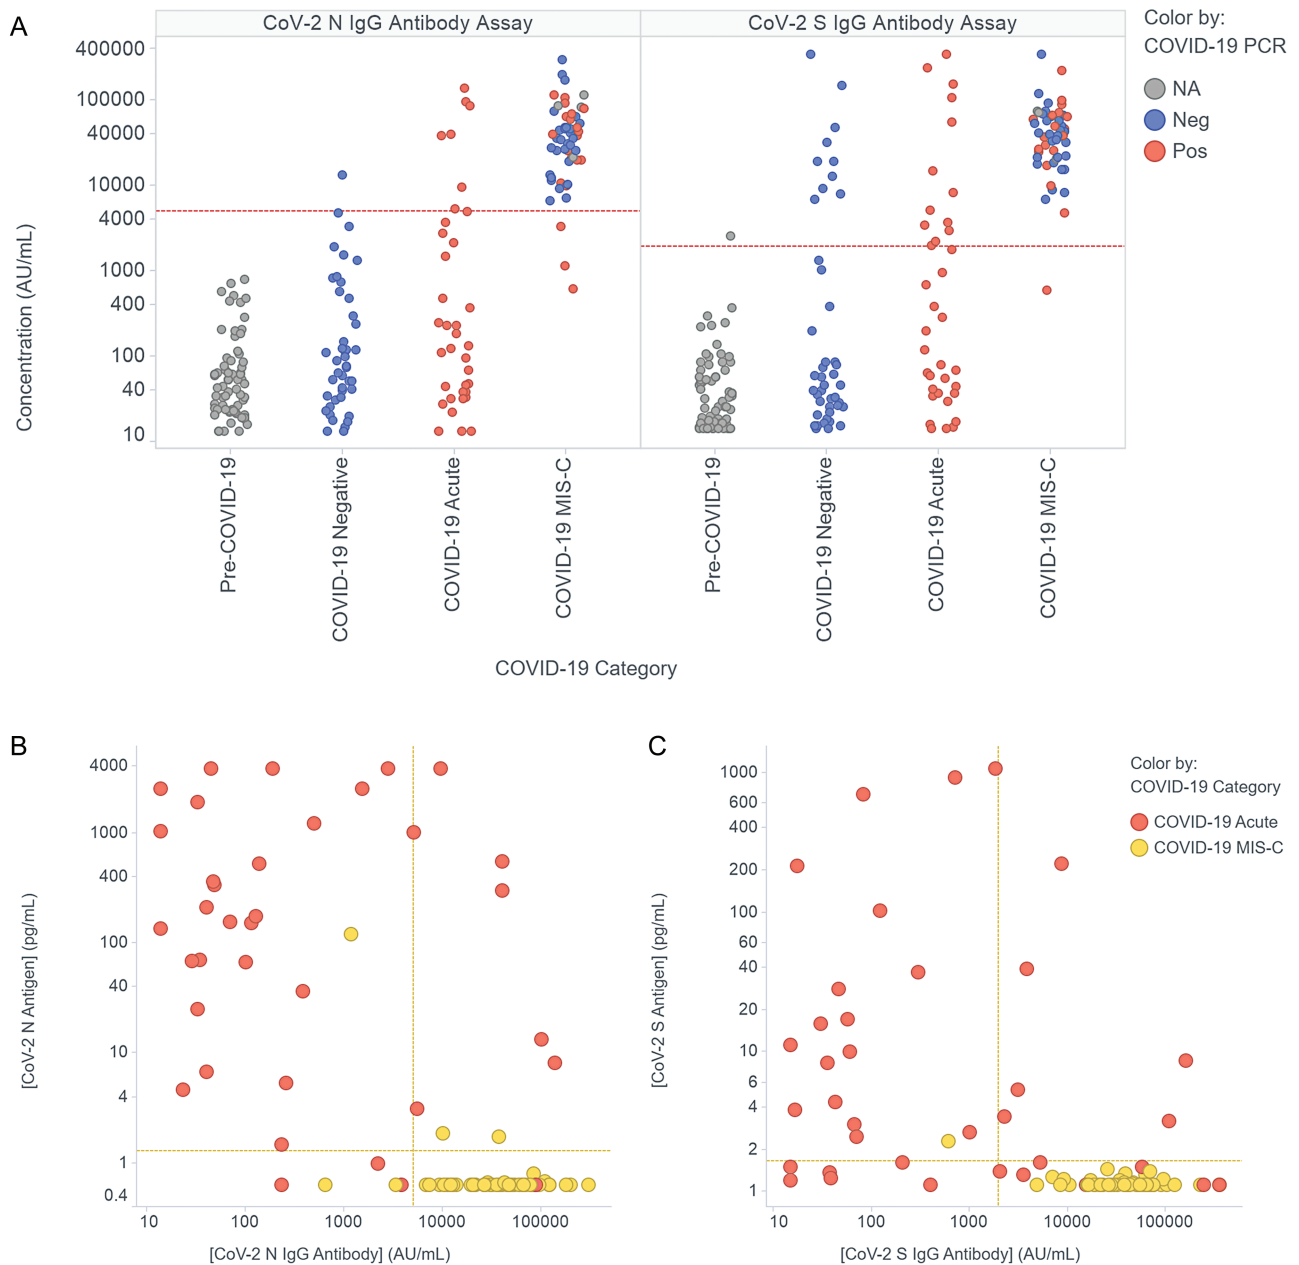 A
CoV-2 N IgG Antibody Assay
CoV-2 S IgG Antibody Assay
Color by:
COVID-19 PCR
NA
Neg
Pos
Concentration (AU/mL)
400000
100000
40000
10000
4000
1000
400
100
40
10
Pre-COVID-19
COVID-19 Negative
COVID-19 Acute
COVID-19 MIS-C
Pre-COVID-19
COVID-19 Negative
COVID-19 Acute
COVID-19 MIS-C
COVID-19 Category
B
[CoV-2 N Antigen] (pg/mL)
4000
1000
400
100
40
10
4
1
0.4
10
100
1000
10000
100000
[CoV-2 N IgG Antibody] (AU/mL)
C
[CoV-2 S Antigen] (pg/mL)
1000
600
400
200
100
60
40
20
10
6
4
2
1
10
100
1000
10000
100000
[CoV-2 S IgG Antibody] (AU/mL)
Color by:
COVID-19 Category
COVID-19 Acute
COVID-19 MIS-C